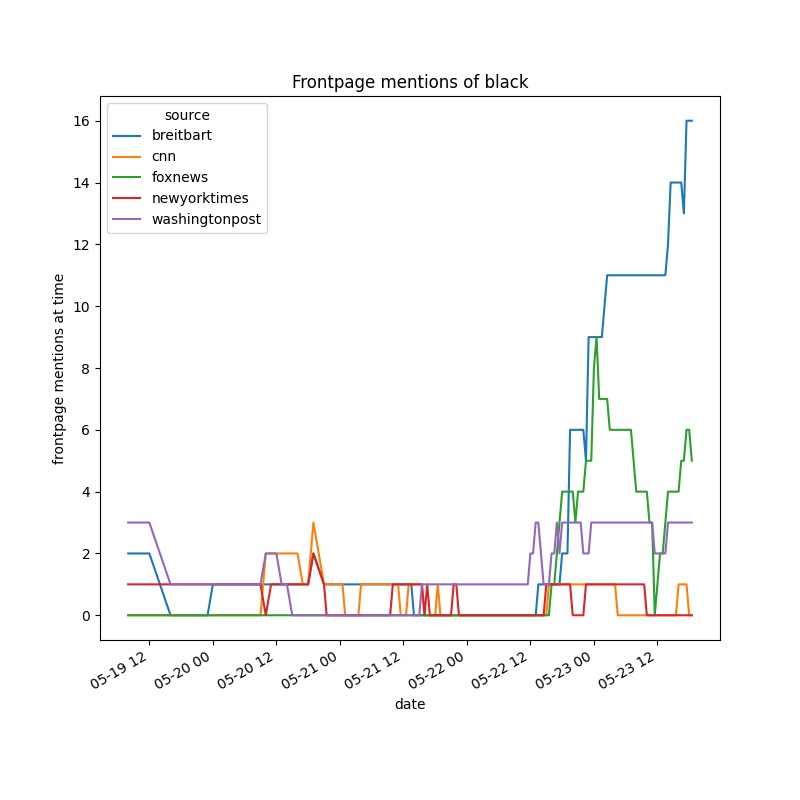 Frontpage mentions of black
source
breitbart
cnn
foxnews
newyorktimes
washingtonpost
frontpage mentions at time
16
14
12
10
8
6
4
2
0
05-19 12
05-20 00
05-20 12
05-21 00
05-21 12
05-22 00
05-22 12
05-23 00
05-23 12
date